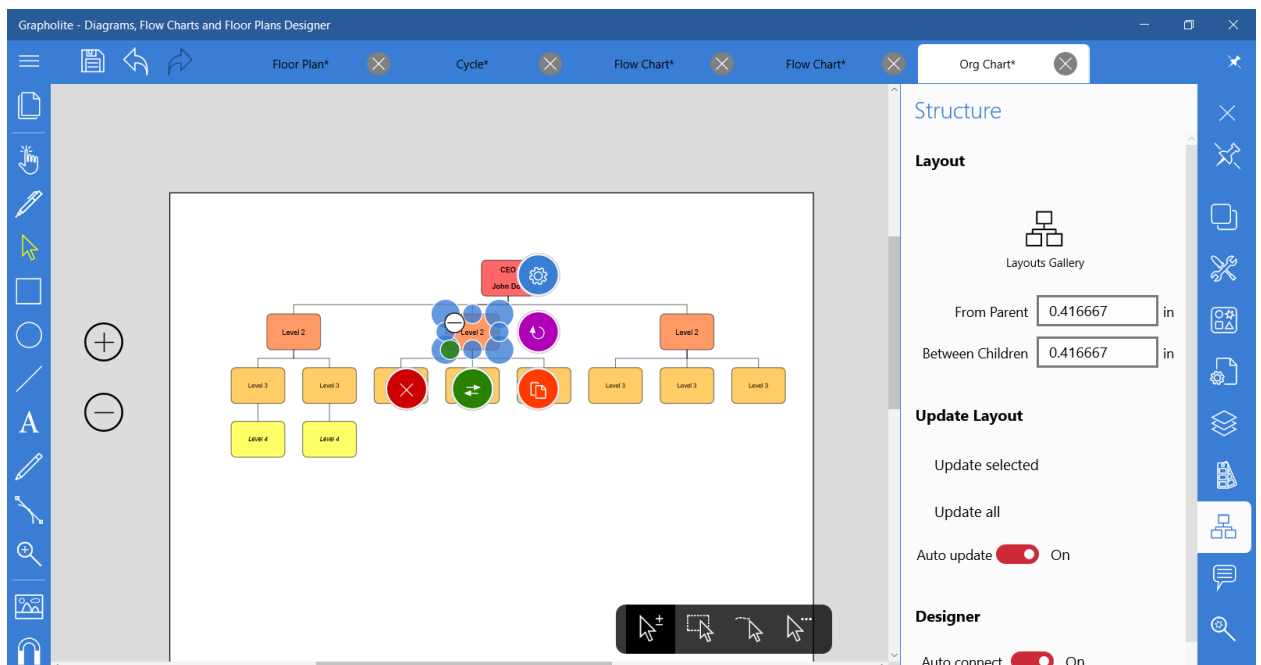 Grapholite - Diagrams, Flow Charts and Floor Plans Designer
Floor Plan*
Cycle*
Flow Chart*
Flow Chart*
Org Chart*
Structure
Layout
Layouts Gallery
From Parent 0.416667 in
Between Children 0.416667 in
Update Layout
Update selected
Update all
Auto update On
Designer
Auto connect On
A
CEO
John
Level 2
Level 2
Level 2
Level 3
Level 3
Level 3
Level 3
Level 3
Level 4
Level 4